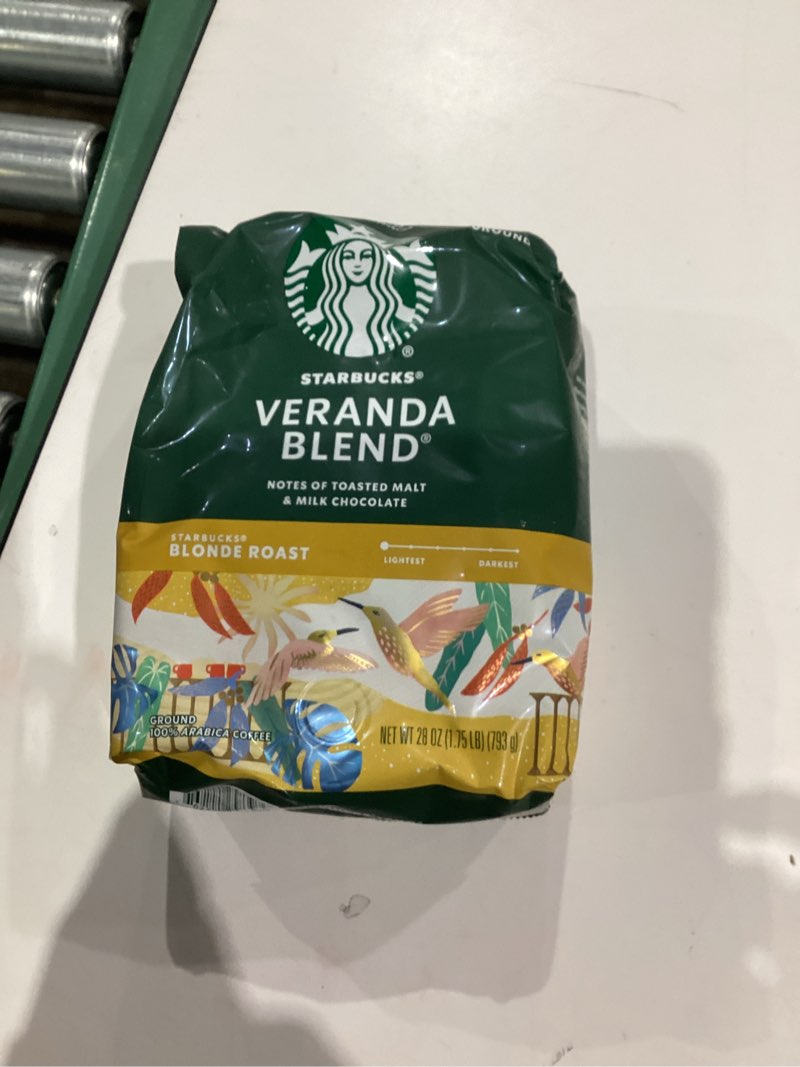 GROUND
®
STARBUCKS®
VERANDA
BLEND®
NOTES OF TOASTED MALT
& MILK CHOCOLATE
STARBUCKS®
BLONDE ROAST
LIGHTEST DARKEST
GROUND
100% ARABICA COFFEE
NET WT 28 OZ (1.75 LB) (793 g)